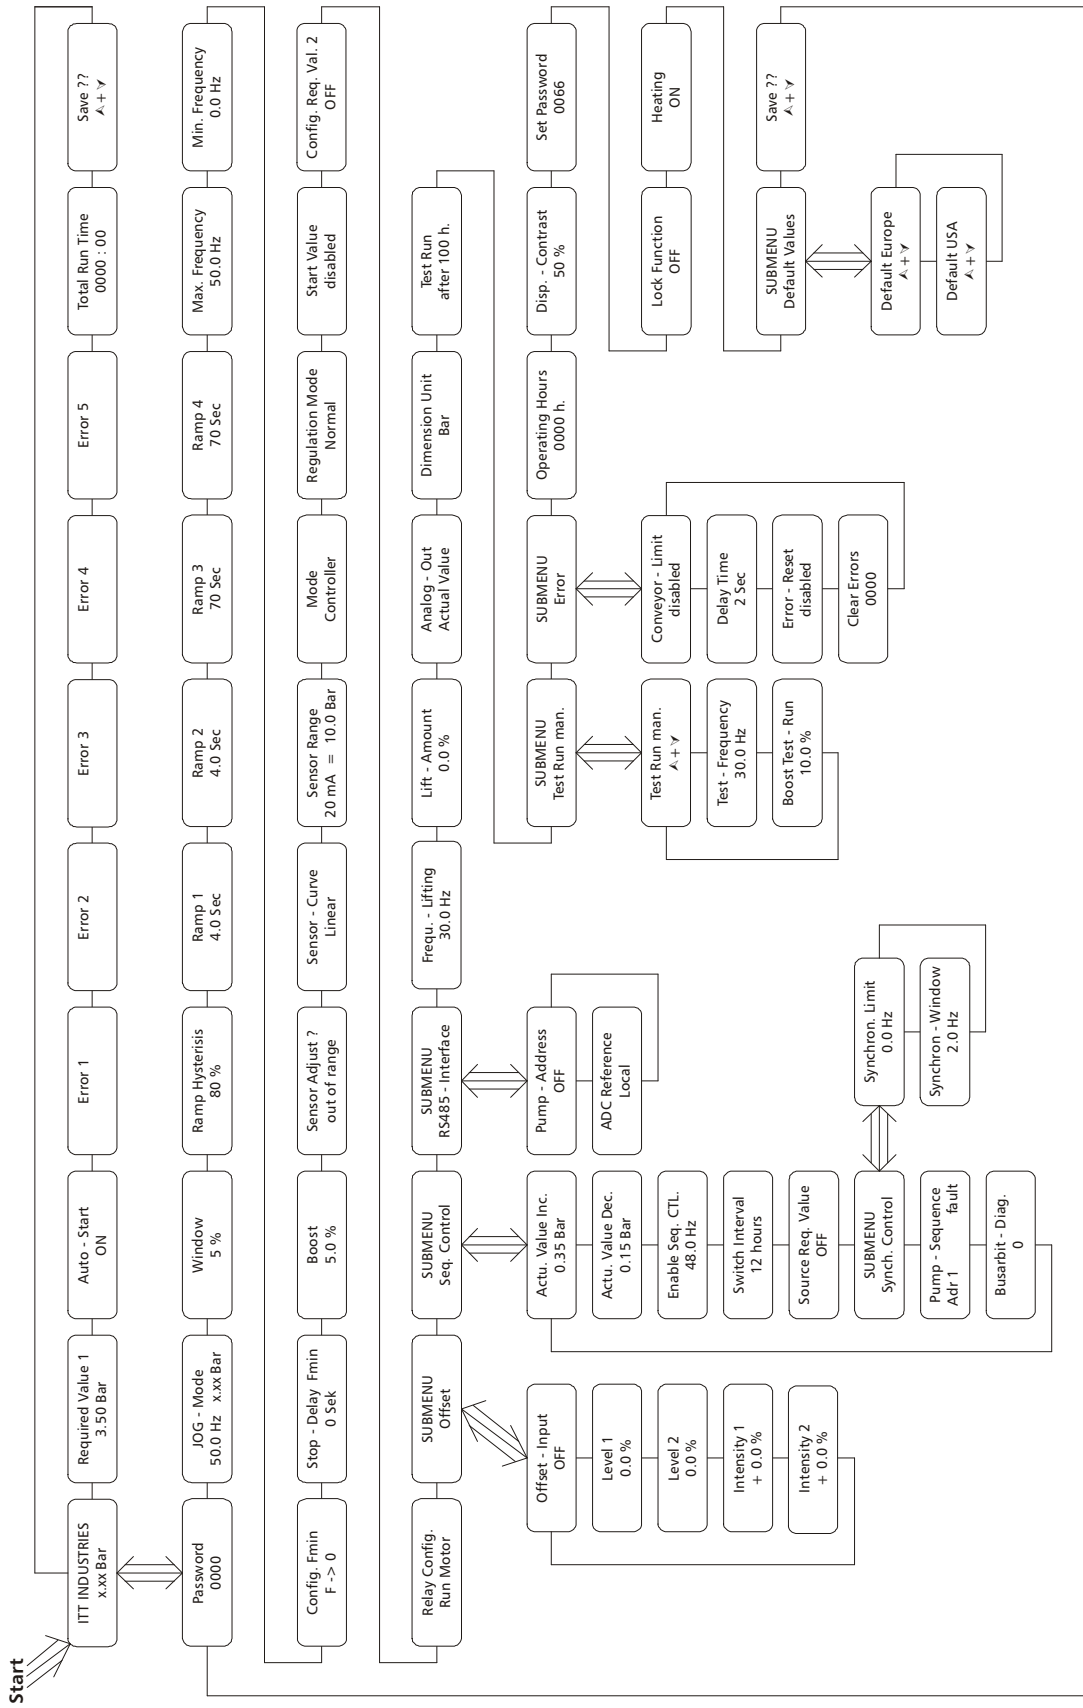 Start
ITT INDUSTRIES
x.xx Bar
Required Value 1
3.50 Bar
Auto - Start
ON
Error 1
Error 2
Error 3
Error 4
Error 5
Total Run Time
0000 : 00
Save ??
⮝ + ⮟
Password
0000
JOG - Mode
50.0 Hz x.xx Bar
Window
5 %
Ramp Hysterisis
80 %
Ramp 1
4.0 Sec
Ramp 2
4.0 Sec
Ramp 3
70 Sec
Ramp 4
70 Sec
Max. Frequency
50.0 Hz
Min. Frequency
0.0 Hz
Config. Fmin
F -> 0
Stop - Delay Fmin
0 Sek
Boost
5.0 %
Sensor Adjust ?
out of range
Sensor - Curve
Linear
Sensor Range
20 mA = 10.0 Bar
Mode
Controller
Regulation Mode
Normal
Start Value
disabled
Config. Req. Val. 2
OFF
Relay Config.
Run Motor
SUBMENU
Offset
SUBMENU
Seq. Control
SUBMENU
RS485 - Interface
Frequ. - Lifting
30.0 Hz
Lift - Amount
0.0 %
Analog - Out
Actual Value
Dimension Unit
Bar
Test Run
after 100 h.
Offset - Input
OFF
Level 1
0.0 %
Level 2
0.0 %
Intensity 1
+ 0.0 %
Intensity 2
+ 0.0 %
Actu. Value Inc.
0.35 Bar
Actu. Value Dec.
0.15 Bar
Enable Seq. CTL.
48.0 Hz
Switch Interval
12 hours
Source Req. Value
OFF
SUBMENU
Synch. Control
Pump - Sequence
Adr 1 fault
Busarbit - Diag.
0
Synchron. Limit
0.0 Hz
Synchron - Window
2.0 Hz
Pump - Address
OFF
ADC Reference
Local
SUBMENU
Test Run man.
SUBMENU
Error
Operating Hours
0000 h.
Disp. - Contrast
50 %
Set Password
0066
Test Run man.
⮝ + ⮟
Test - Frequency
30.0 Hz
Boost Test - Run
10.0 %
Conveyor - Limit
disabled
Delay Time
2 Sec
Error - Reset
disabled
Clear Errors
0000
Lock Function
OFF
Heating
ON
SUBMENU
Default Values
Save ??
⮝ + ⮟
Default Europe
⮝ + ⮟
Default USA
⮝ + ⮟